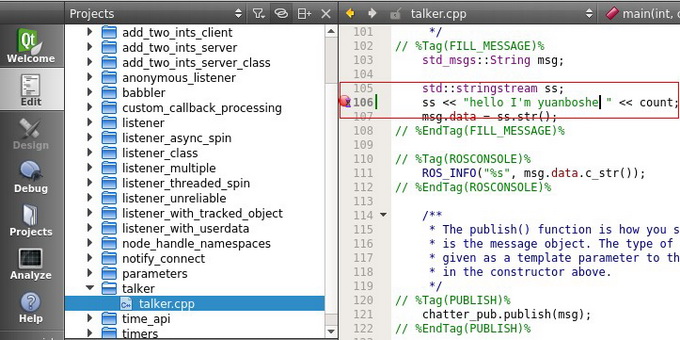 Projects
talker.cpp
main(int,
Qt
Welcome
Edit
Design
Debug
Projects
Analyze
Help
add_two_ints_client
add_two_ints_server
add_two_ints_server_class
anonymous_listener
babbler
custom_callback_processing
listener
listener_async_spin
listener_class
listener_multiple
listener_threaded_spin
listener_unreliable
listener_with_tracked_object
listener_with_userdata
node_handle_namespaces
notify_connect
parameters
talker
talker.cpp
time_api
timers
101 */
102 // %Tag(FILL_MESSAGE)%
103 std_msgs::String msg;
104
105 std::stringstream ss;
106 ss << "hello I'm yuanboshe " << count;
107 msg.data = ss.str();
108 // %EndTag(FILL_MESSAGE)%
109
110 // %Tag(ROSCONSOLE)%
111 ROS_INFO("%s", msg.data.c_str());
112 // %EndTag(ROSCONSOLE)%
113
114 /**
115 * The publish() function is how you s
116 * is the message object. The type of
117 * given as a template parameter to th
118 * in the constructor above.
119 */
120 // %Tag(PUBLISH)%
121 chatter_pub.publish(msg);
122 // %EndTag(PUBLISH)%